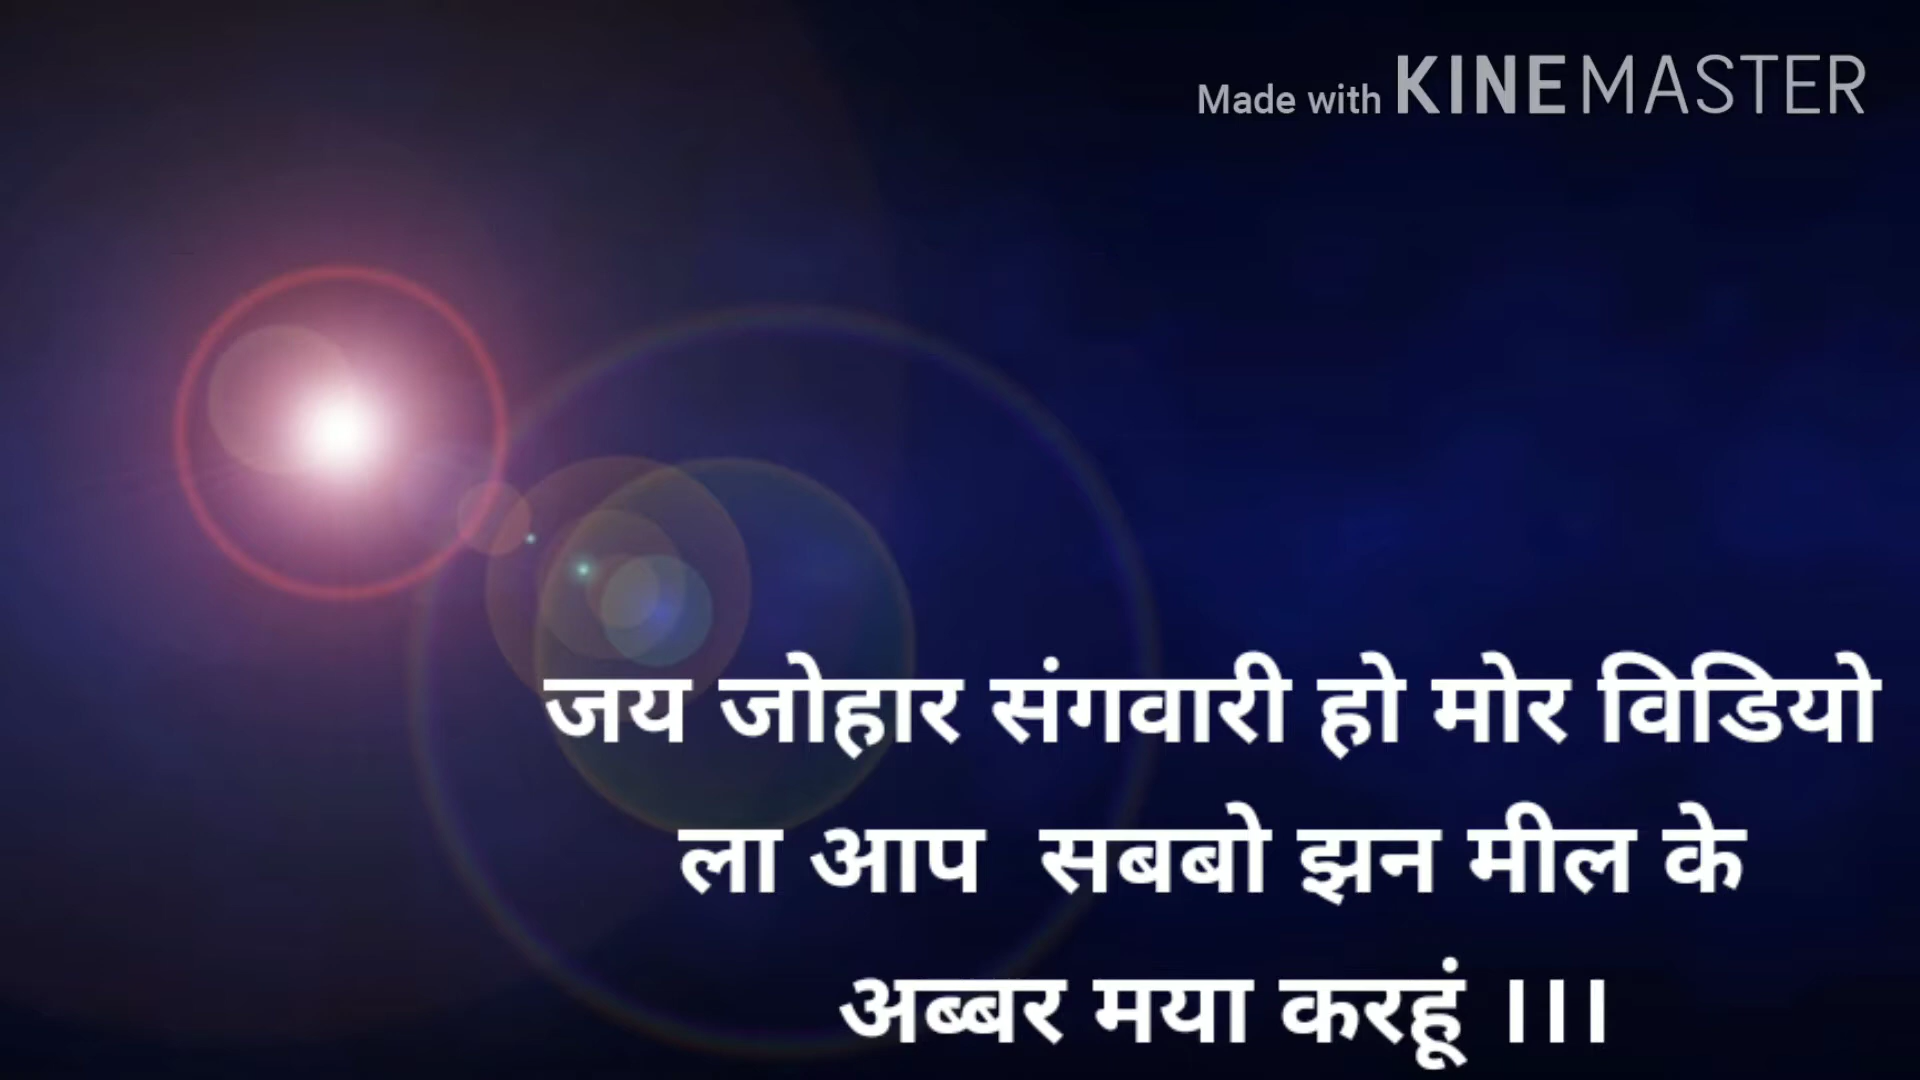 Made with KINEMASTER
जय जोहार संगवारी हो मोर विडियो
ला आप सबबो झन मील के
अब्बर मया करहूं ।।।